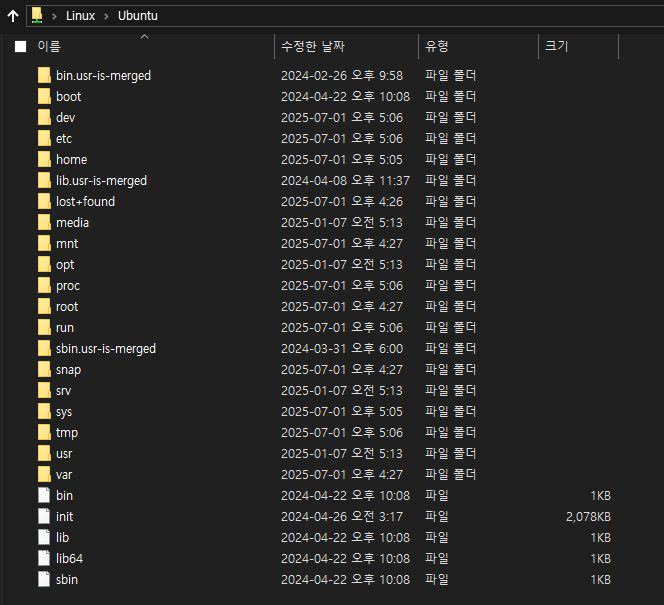 Linux > Ubuntu
이름 수정한 날짜 유형 크기
bin.usr-is-merged 2024-02-26 오후 9:58 파일 폴더
boot 2024-04-22 오후 10:08 파일 폴더
dev 2025-07-01 오후 5:06 파일 폴더
etc 2025-07-01 오후 5:06 파일 폴더
home 2025-07-01 오후 5:05 파일 폴더
lib.usr-is-merged 2024-04-08 오후 11:37 파일 폴더
lost+found 2025-07-01 오후 4:26 파일 폴더
media 2025-01-07 오전 5:13 파일 폴더
mnt 2025-07-01 오후 4:27 파일 폴더
opt 2025-01-07 오전 5:13 파일 폴더
proc 2025-07-01 오후 5:06 파일 폴더
root 2025-07-01 오후 4:27 파일 폴더
run 2025-07-01 오후 5:06 파일 폴더
sbin.usr-is-merged 2024-03-31 오후 6:00 파일 폴더
snap 2025-07-01 오후 4:27 파일 폴더
srv 2025-01-07 오전 5:13 파일 폴더
sys 2025-07-01 오후 5:05 파일 폴더
tmp 2025-07-01 오후 5:06 파일 폴더
usr 2025-01-07 오전 5:13 파일 폴더
var 2025-07-01 오후 4:27 파일 폴더
bin 2024-04-22 오후 10:08 파일 1KB
init 2024-04-26 오전 3:17 파일 2,078KB
lib 2024-04-22 오후 10:08 파일 1KB
lib64 2024-04-22 오후 10:08 파일 1KB
sbin 2024-04-22 오후 10:08 파일 1KB